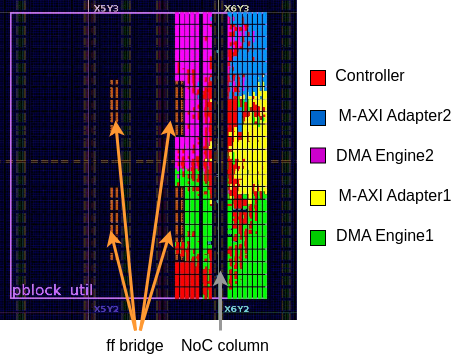 X5Y3
X6Y3
Controller
M-AXI Adapter2
DMA Engine2
M-AXI Adapter1
DMA Engine1
pblock_util
X5Y2
X6Y2
ff bridge
NoC column